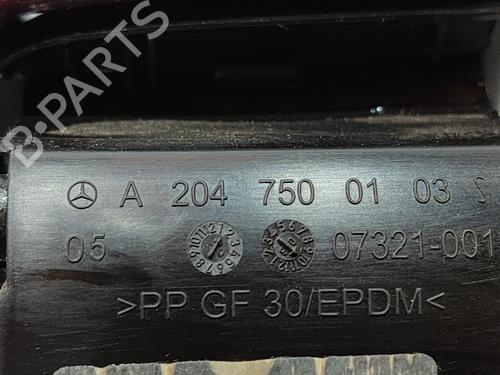 B-PARTS
A 204 750 01 03
05 07321-001
>PP GF 30/EPDM<